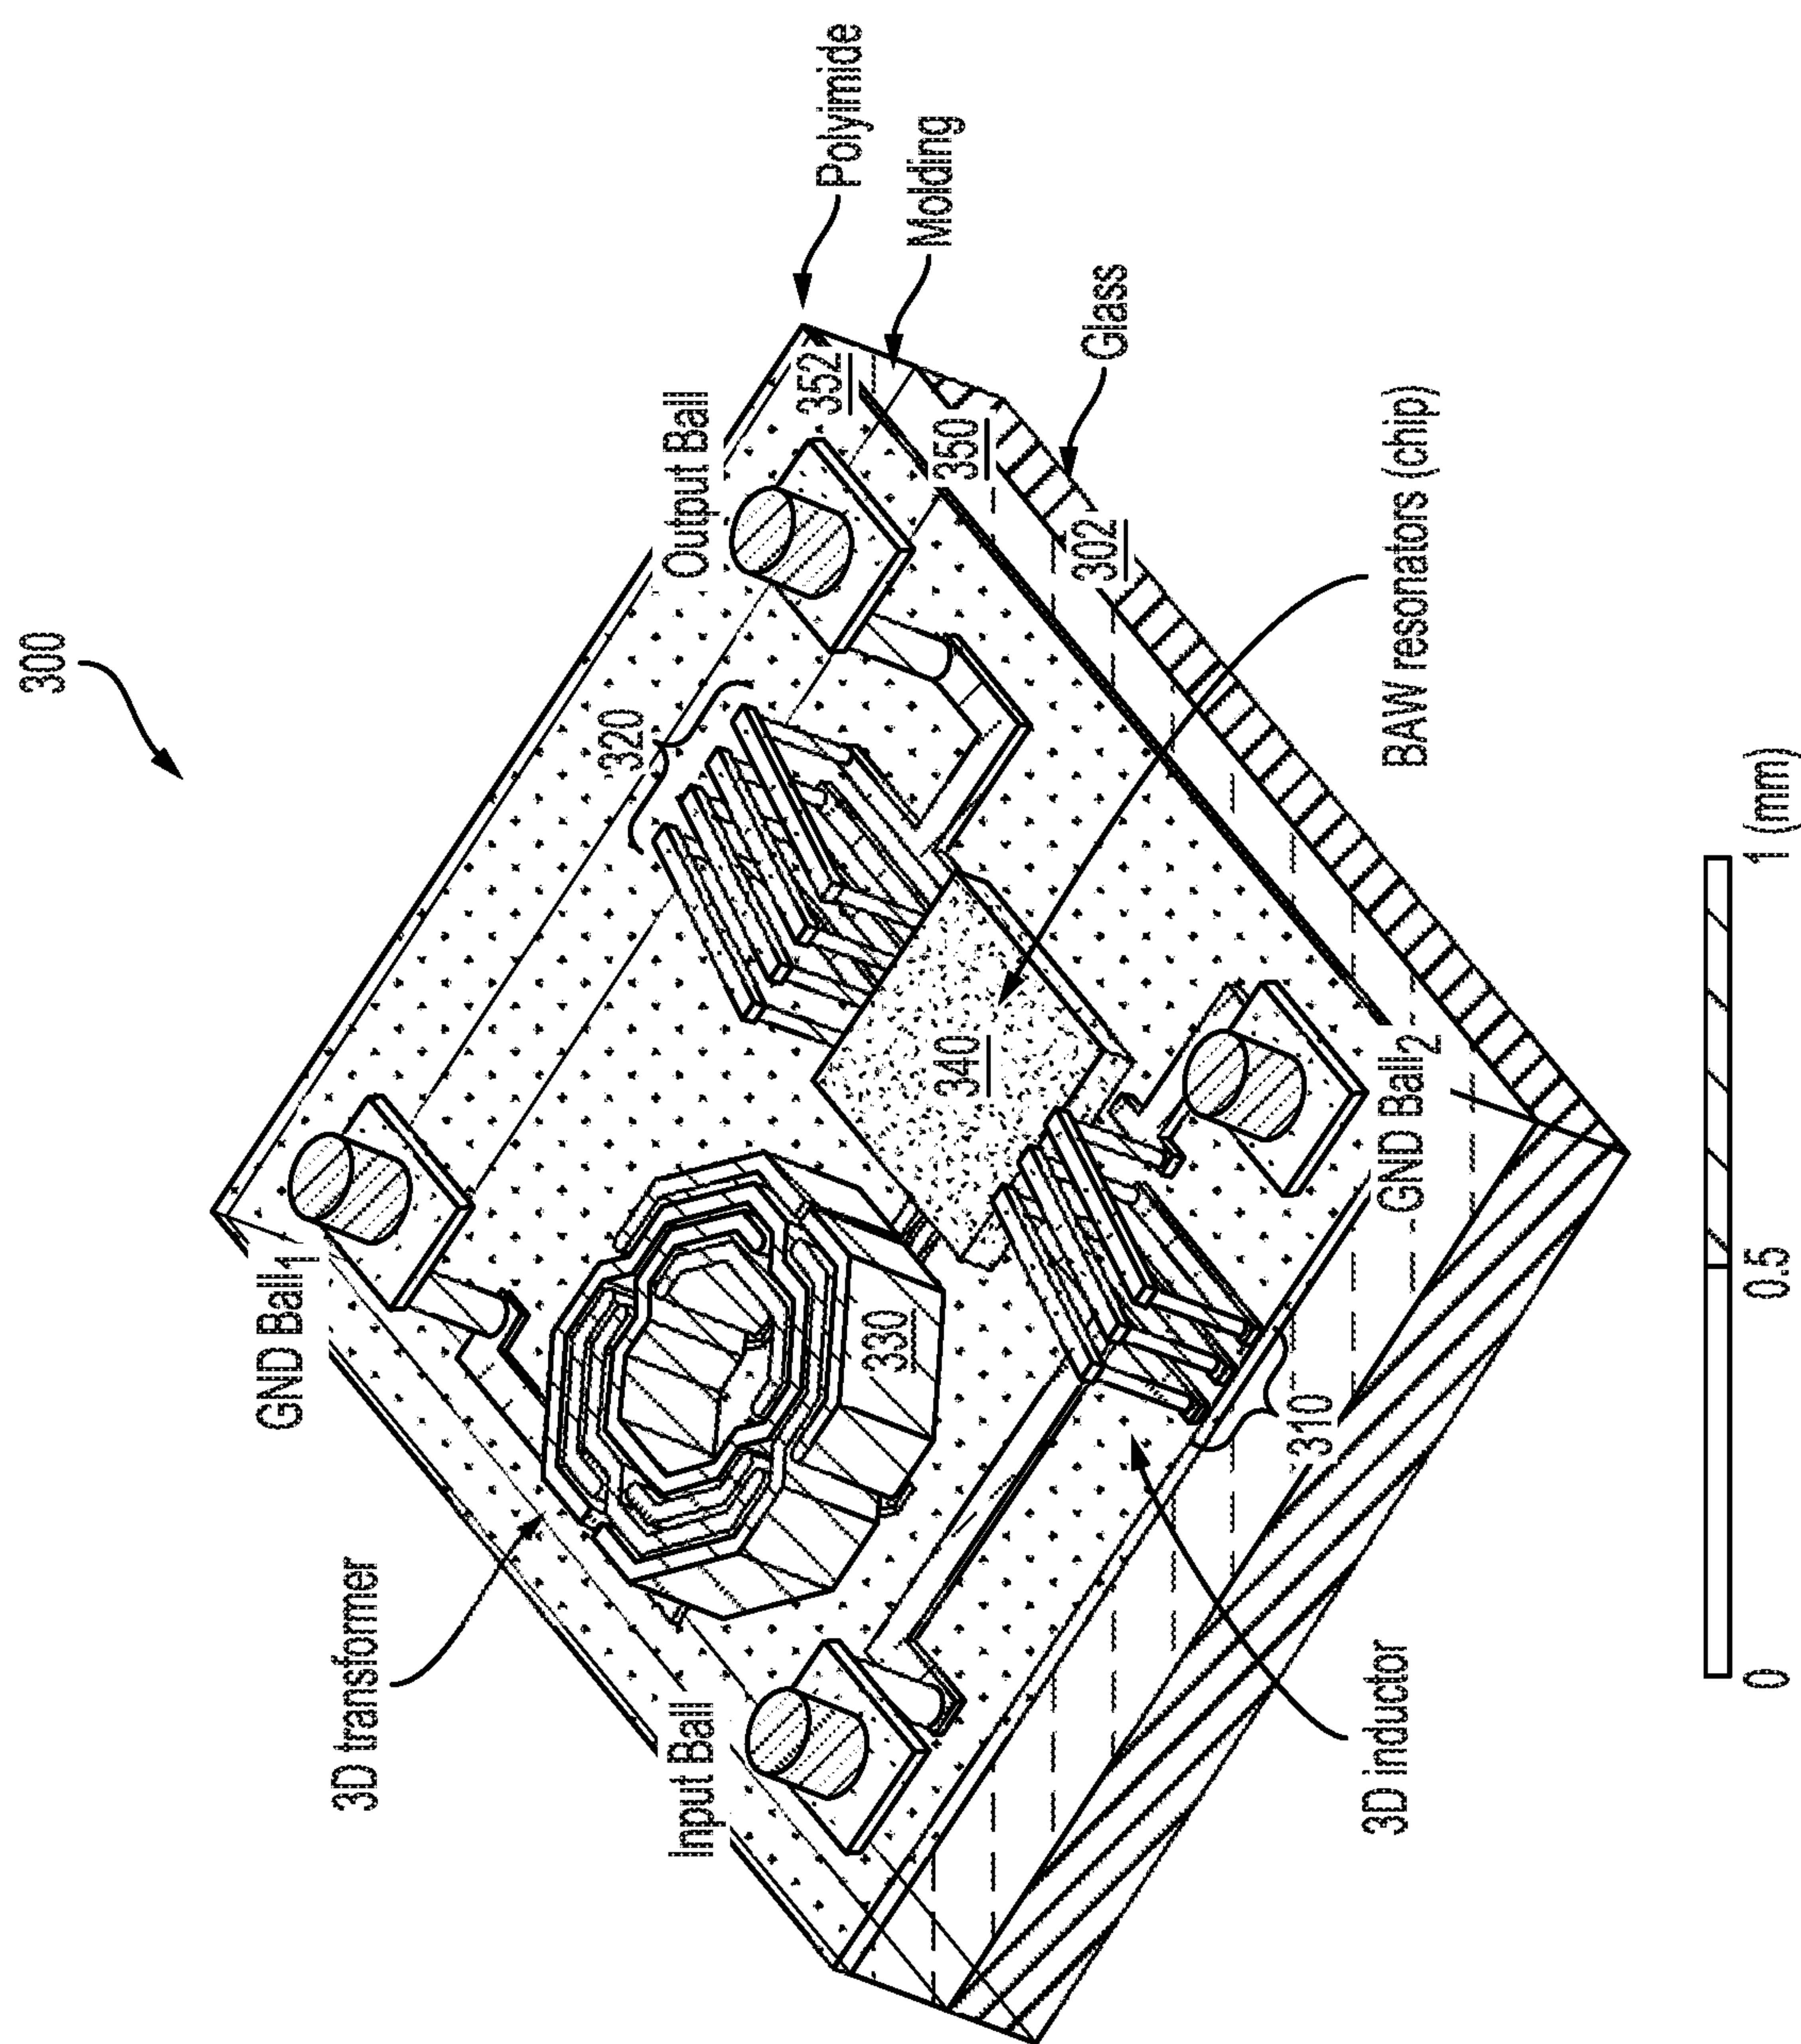 300
Polyimide
Molding
Glass
352
350
302
Output Ball
320
BAW resonators (chip)
340
GND Ball1
GND Ball2
330
310
3D transformer
Input Ball
3D inductor
0
0.5
1 (mm)